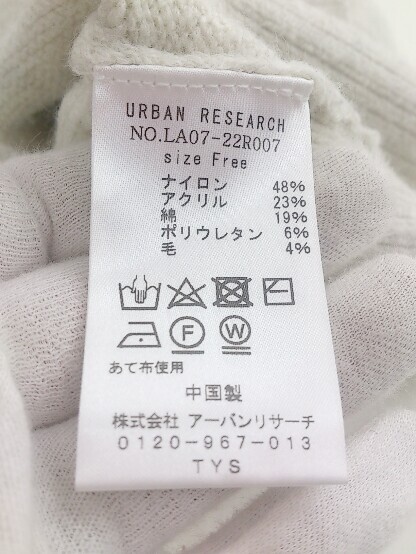 URBAN RESEARCH
NO.LA07-22R007
size Free
ナイロン 48%
アクリル 23%
綿 19%
ポリウレタン 6%
毛 4%
F W
あて布使用
中国製
株式会社 アーバンリサーチ
0120-967-013
TYS